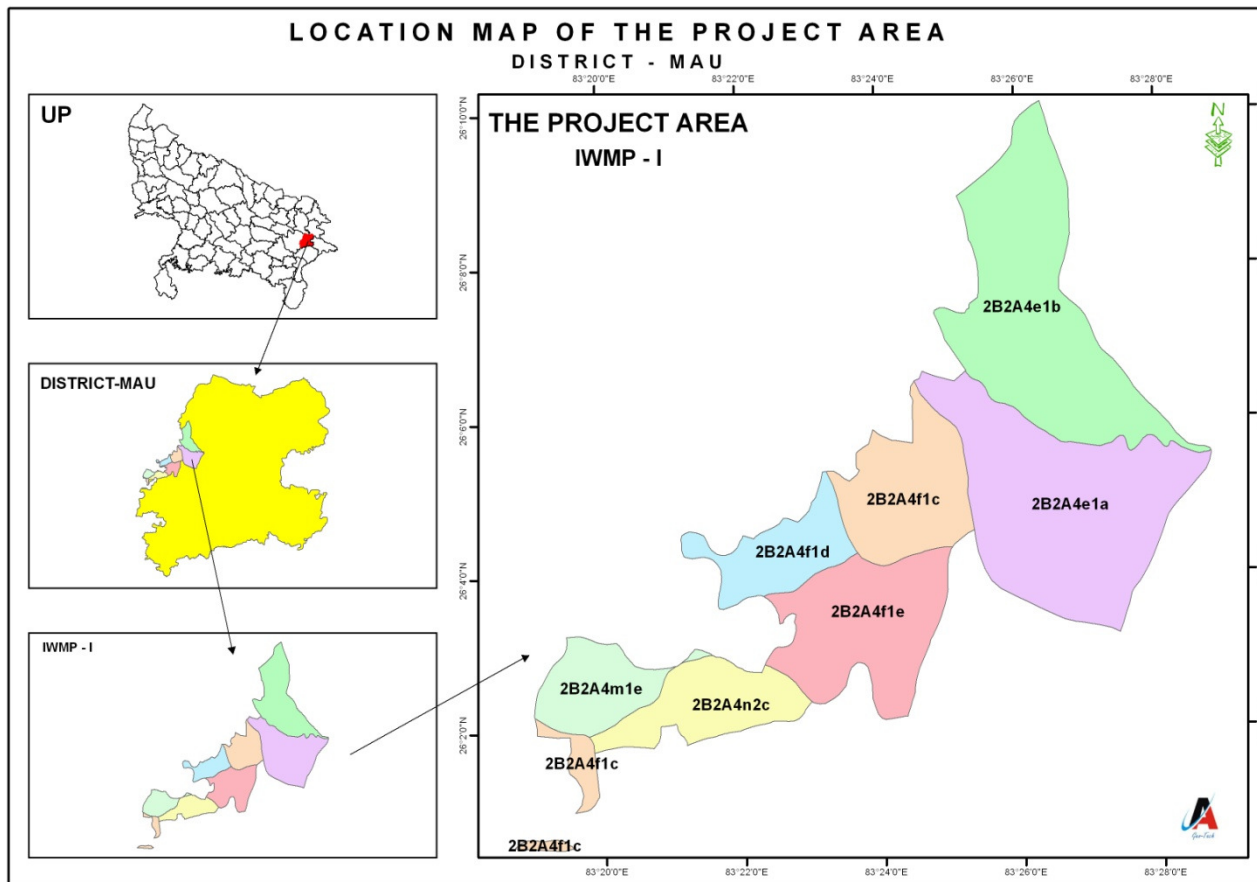 LOCATION MAP OF THE PROJECT AREA
DISTRICT - MAU
UP
DISTRICT-MAU
IWMP - I
83°20'0"E 83°22'0"E 83°24'0"E 83°26'0"E 83°28'0"E
THE PROJECT AREA
IWMP - I
N
26°10'0"N
26°8'0"N
26°6'0"N
26°4'0"N
26°2'0"N
2B2A4e1b
2B2A4e1a
2B2A4f1c
2B2A4f1d
2B2A4f1e
2B2A4m1e
2B2A4n2c
2B2A4f1c
2B2A4f1c
83°20'0"E 83°22'0"E 83°24'0"E 83°26'0"E 83°28'0"E